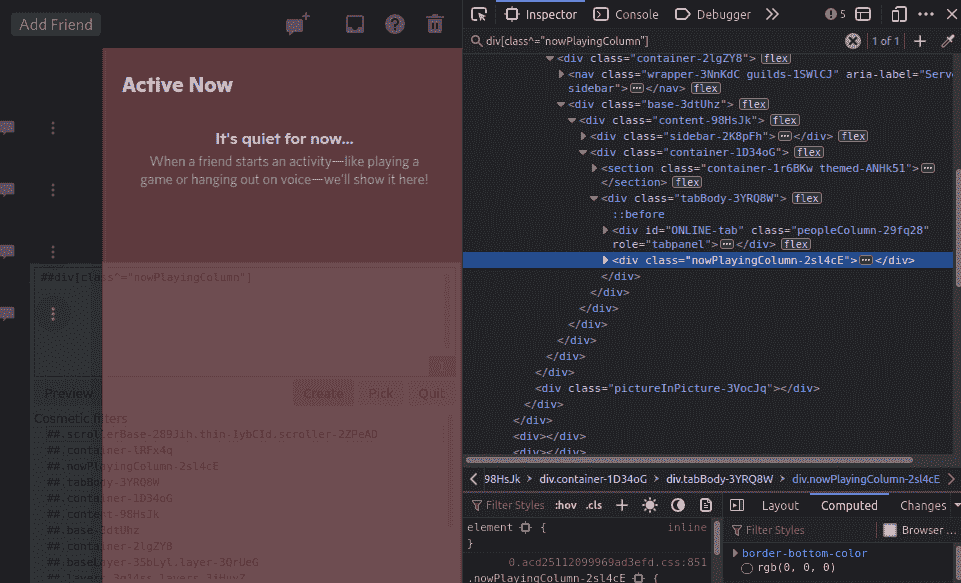 Add Friend
Active Now
It's quiet for now...
When a friend starts an activity—like playing a
game or hanging out on voice—we'll show it here!
##div[class^="nowPlayingColumn"]
Preview
Create
Pick
Quit
Cosmetic filters
##.scrollerBase-289Jih.thin-1ybCId.scroller-2ZPeAD
##.container-lRFx4q
##.nowPlayingColumn-2sl4cE
##.tabBody-3YRQ8W
##.container-1D34oG
##.content-98HsJk
##.base-3dtUhz
##.container-2lgZY8
Inspector
Console
Debugger
5
div[class^="nowPlayingColumn"]
1 of 1
<div class="container-2lgZY8"> flex
<nav class="wrapper-3NnKdC guilds-1SWlCJ" aria-label="Serv
sidebar"> </nav> flex
<div class="base-3dtUhz"> flex
<div class="content-98HsJk"> flex
<div class="sidebar-2K8pFh"> </div> flex
<div class="container-1D34oG"> flex
<section class="container-1r6BKw themed-ANHk51">
</section> flex
<div class="tabBody-3YRQ8W"> flex
::before
<div id="ONLINE-tab" class="peopleColumn-29fq28"
role="tabpanel"> </div> flex
<div class="nowPlayingColumn-2sl4cE"> </div>
</div>
</div>
</div>
</div>
</div>
</div>
</div>
<div class="pictureInPicture-3VocJq"></div>
</div>
</div>
<div></div>
<div></div>
98HsJk
div.container-1D34oG
div.tabBody-3YRQ8W
div.nowPlayingColumn-2sl4cE
Filter Styles
:hov
.cls
Layout
Computed
Changes
element {
inline
}
0.acd25112099969ad3efd.css:851
.nowPlayingColumn-2sl4cE {
Filter Styles
Browser ...
border-bottom-color
rgb(0, 0, 0)